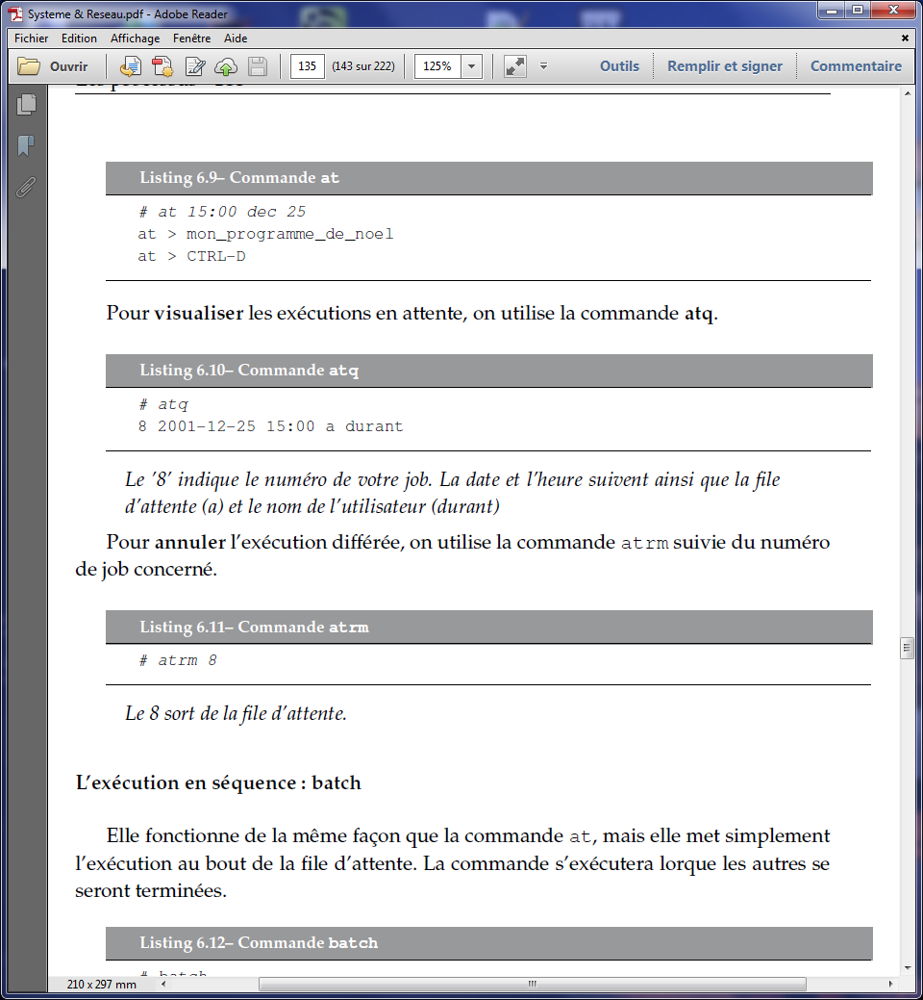 Systeme & Reseau.pdf - Adobe Reader
Fichier Edition Affichage Fenêtre Aide
Ouvrir 135 (143 sur 222) 125% Outils Remplir et signer Commentaire
Listing 6.9– Commande at
# at 15:00 dec 25
at > mon_programme_de_noel
at > CTRL-D
Pour visualiser les exécutions en attente, on utilise la commande atq.
Listing 6.10– Commande atq
# atq
8 2001-12-25 15:00 a durant
Le '8' indique le numéro de votre job. La date et l'heure suivent ainsi que la file
d'attente (a) et le nom de l'utilisateur (durant)
Pour annuler l'exécution différée, on utilise la commande atrm suivie du numéro
de job concerné.
Listing 6.11– Commande atrm
# atrm 8
Le 8 sort de la file d'attente.
L'exécution en séquence : batch
Elle fonctionne de la même façon que la commande at, mais elle met simplement
l'exécution au bout de la file d'attente. La commande s'exécutera lorque les autres se
seront terminées.
Listing 6.12– Commande batch
# batch
210 x 297 mm